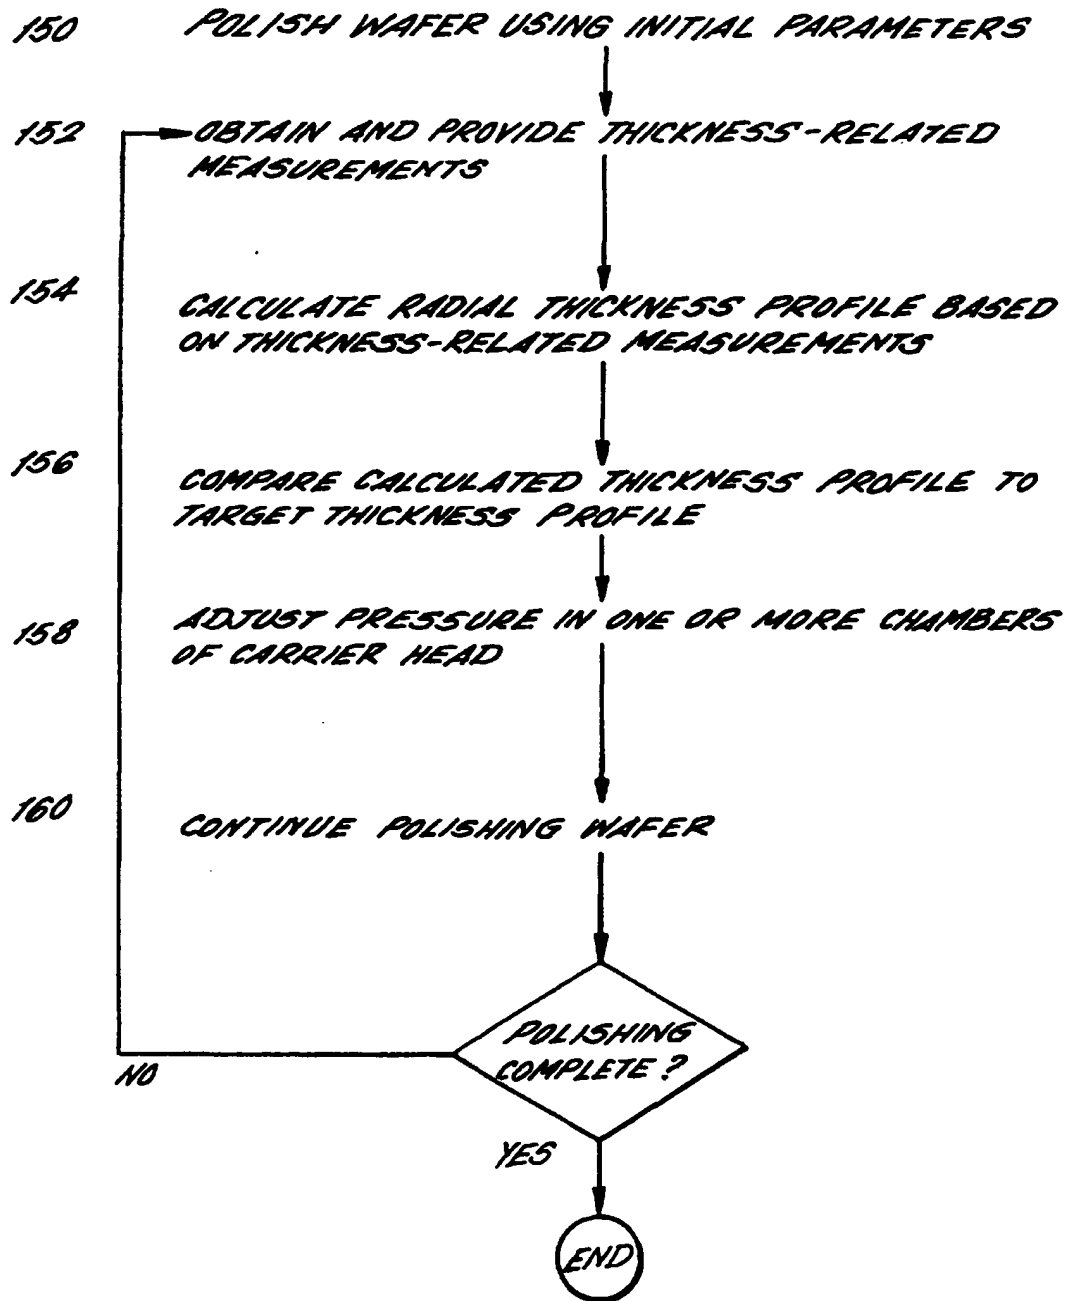 150 POLISH WAFER USING INITIAL PARAMETERS
152 OBTAIN AND PROVIDE THICKNESS-RELATED
MEASUREMENTS
154 CALCULATE RADIAL THICKNESS PROFILE BASED
ON THICKNESS-RELATED MEASUREMENTS
156 COMPARE CALCULATED THICKNESS PROFILE TO
TARGET THICKNESS PROFILE
158 ADJUST PRESSURE IN ONE OR MORE CHAMBERS
OF CARRIER HEAD
160 CONTINUE POLISHING WAFER
POLISHING
COMPLETE?
NO
YES
END